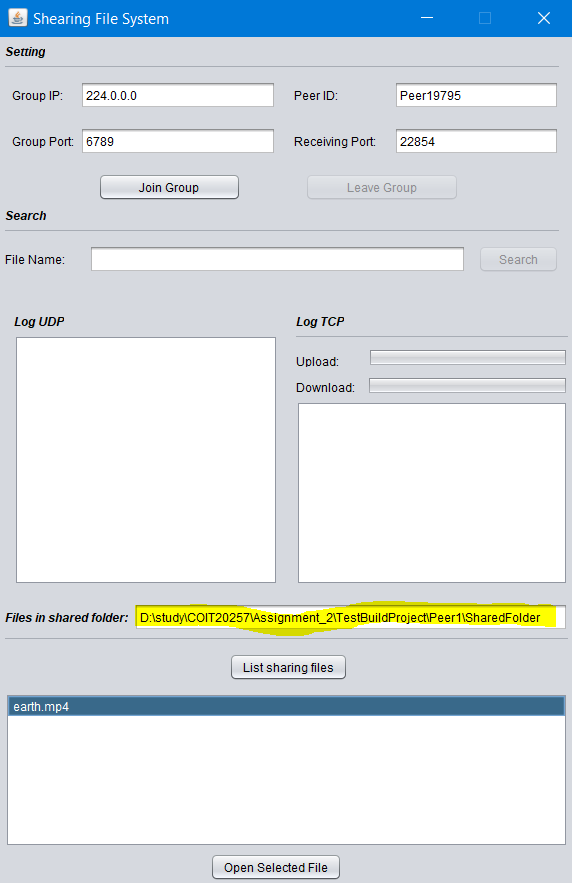 Shearing File System
Setting
Group IP: 224.0.0.0 Peer ID: Peer19795
Group Port: 6789 Receiving Port: 22854
Join Group Leave Group
Search
File Name: Search
Log UDP Log TCP
Upload:
Download:
Files in shared folder: D:\study\COIT20257\Assignment_2\TestBuildProject\Peer1\SharedFolder
List sharing files
earth.mp4
Open Selected File